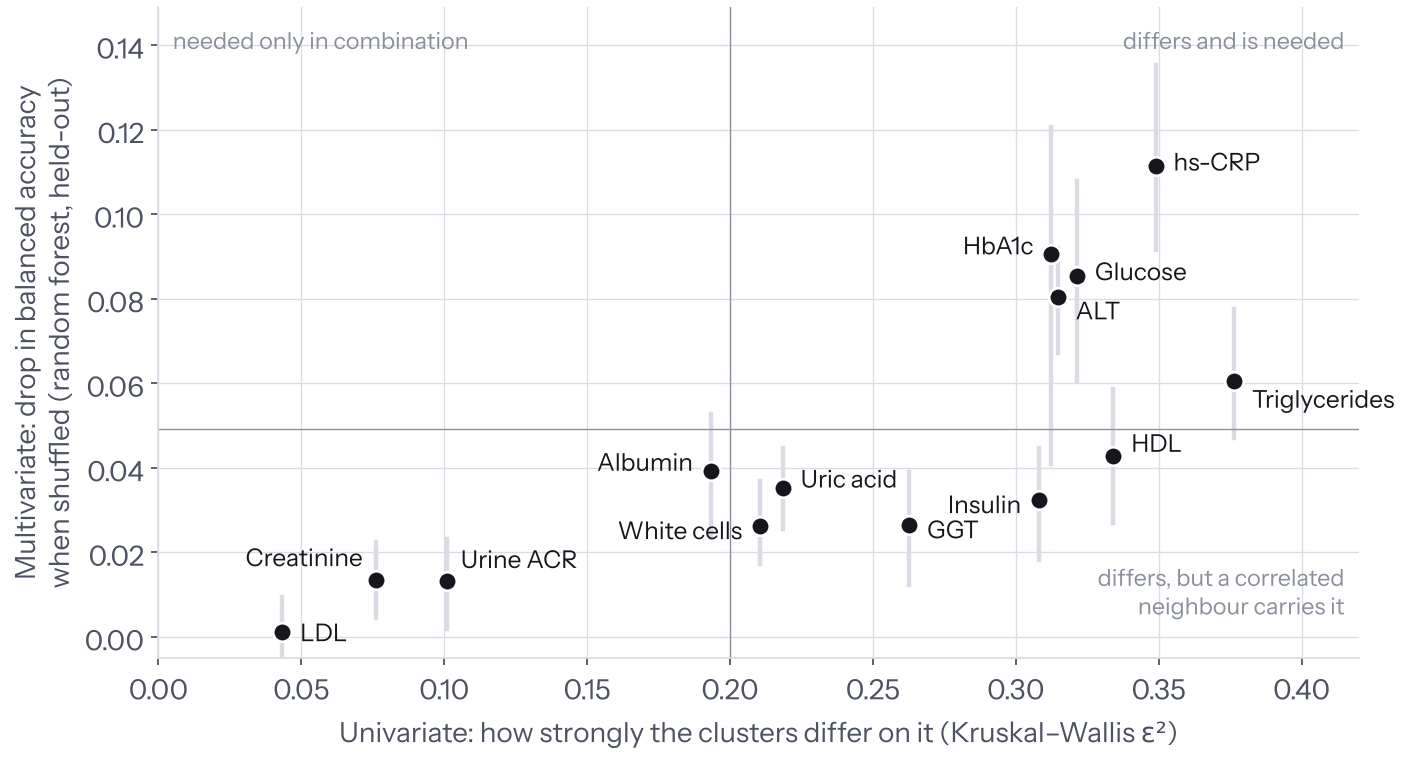 needed only in combination
differs and is needed
0.14
0.12
0.10
0.08
0.06
0.04
0.02
0.00
Multivariate: drop in balanced accuracy
when shuffled (random forest, held-out)
hs-CRP
HbA1c
Glucose
ALT
Triglycerides
HDL
Albumin
Uric acid
Insulin
White cells
GGT
Creatinine
Urine ACR
LDL
differs, but a correlated
neighbour carries it
0.00
0.05
0.10
0.15
0.20
0.25
0.30
0.35
0.40
Univariate: how strongly the clusters differ on it (Kruskal–Wallis ε²)